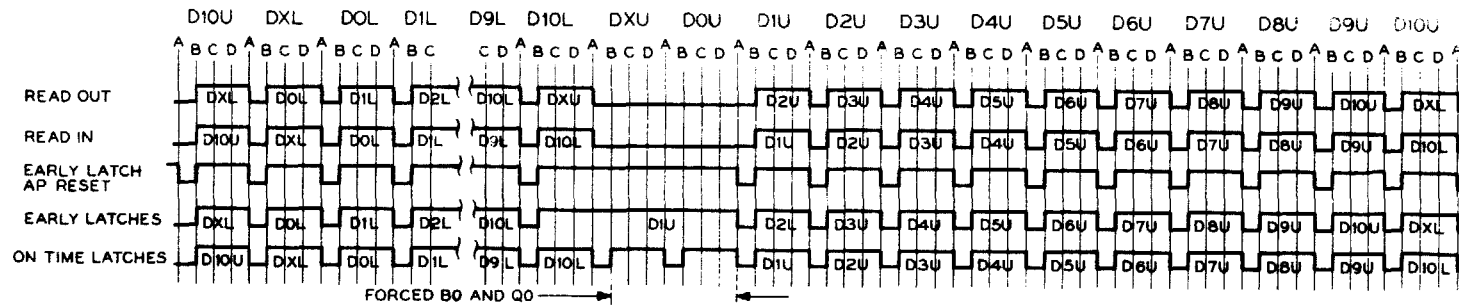 D10U DXL D0L D1L D9L D10L DXU D0U D1U D2U D3U D4U D5U D6U D7U D8U D9U D10U
A B C D A B C D A B C D A B C C D A B C D A B C D A B C D A B C D A B C D A B C D A B C D A B C D A B C D A B C D A B C D A B C D A B C D A
READ OUT DXL D0L D1L D2L D10L DXU D2U D3U D4U D5U D6U D7U D8U D9U D10U DXL
READ IN D10U DXL D0L D1L D9L D10L D1U D2U D3U D4U D5U D6U D7U D8U D9U D10L
EARLY LATCH
AP RESET
EARLY LATCHES DXL D0L D1L D2L D10L D1U D2L D3U D4U D5U D6U D7U D8U D9U D10U DXL
ON TIME LATCHES D10U DXL D0L D1L D9L D10L D1U D2U D3U D4U D5U D6U D7U D8U D9U D10L
FORCED B0 AND Q0